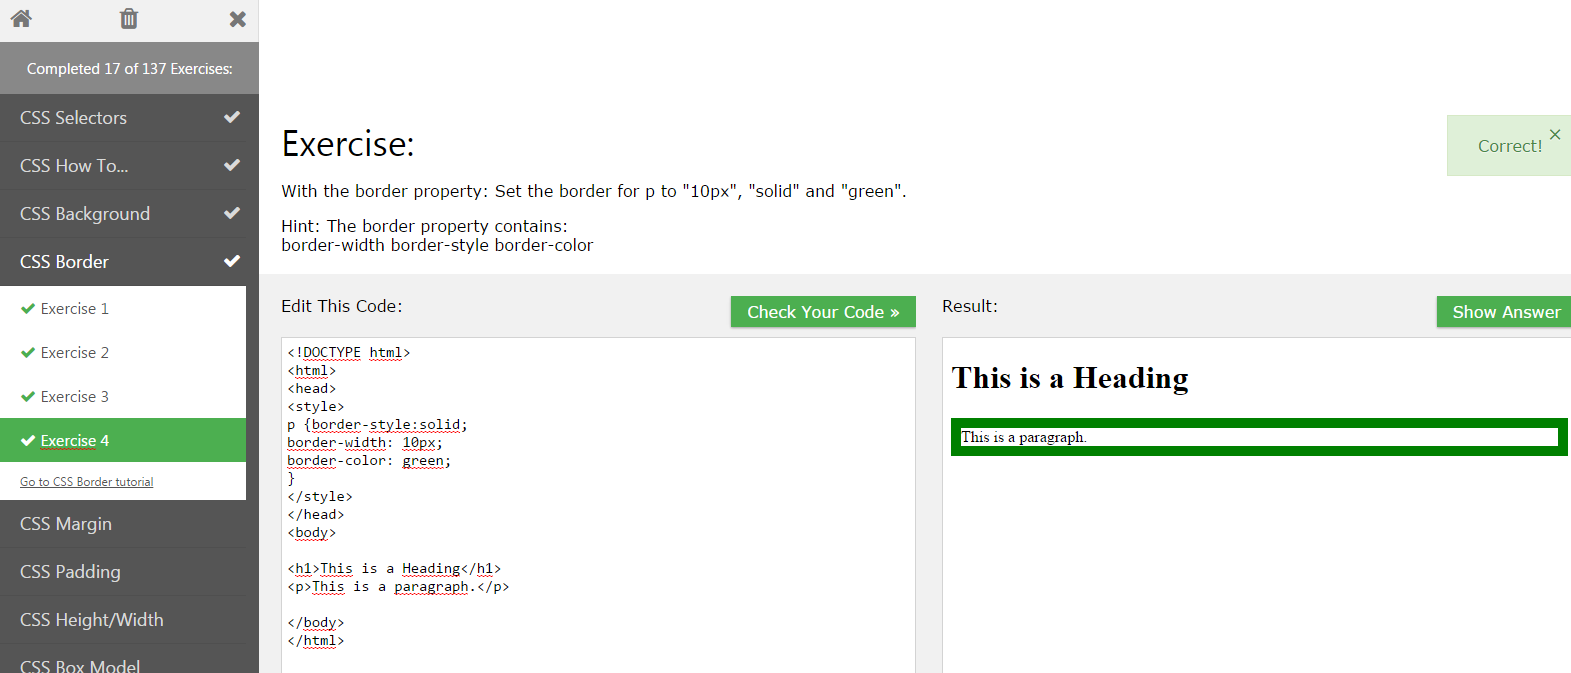 Completed 17 of 137 Exercises:
CSS Selectors
CSS How To...
CSS Background
CSS Border
Exercise 1
Exercise 2
Exercise 3
Exercise 4
Go to CSS Border tutorial
CSS Margin
CSS Padding
CSS Height/Width
CSS Box Model
Exercise:
Correct!
×
With the border property: Set the border for p to "10px", "solid" and "green".
Hint: The border property contains:
border-width border-style border-color
Edit This Code:
Check Your Code »
<!DOCTYPE html>
<html>
<head>
<style>
p {border-style:solid;
border-width: 10px;
border-color: green;
}
</style>
</head>
<body>
<h1>This is a Heading</h1>
<p>This is a paragraph.</p>
</body>
</html>
Result:
Show Answer
This is a Heading
This is a paragraph.